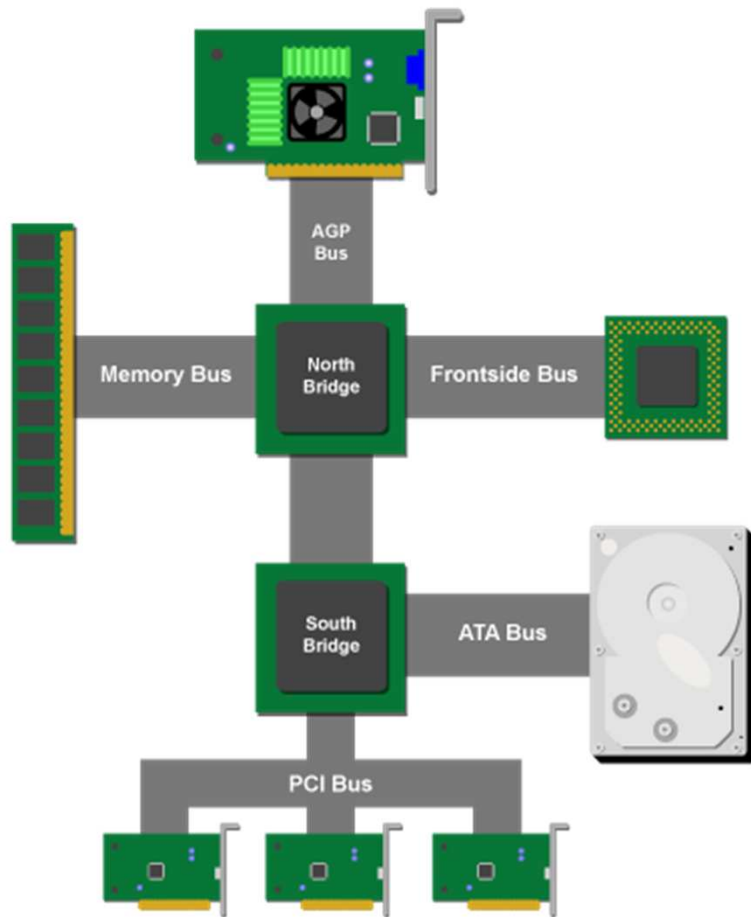 AGP
Bus
Memory Bus
North
Bridge
Frontside Bus
South
Bridge
ATA Bus
PCI Bus